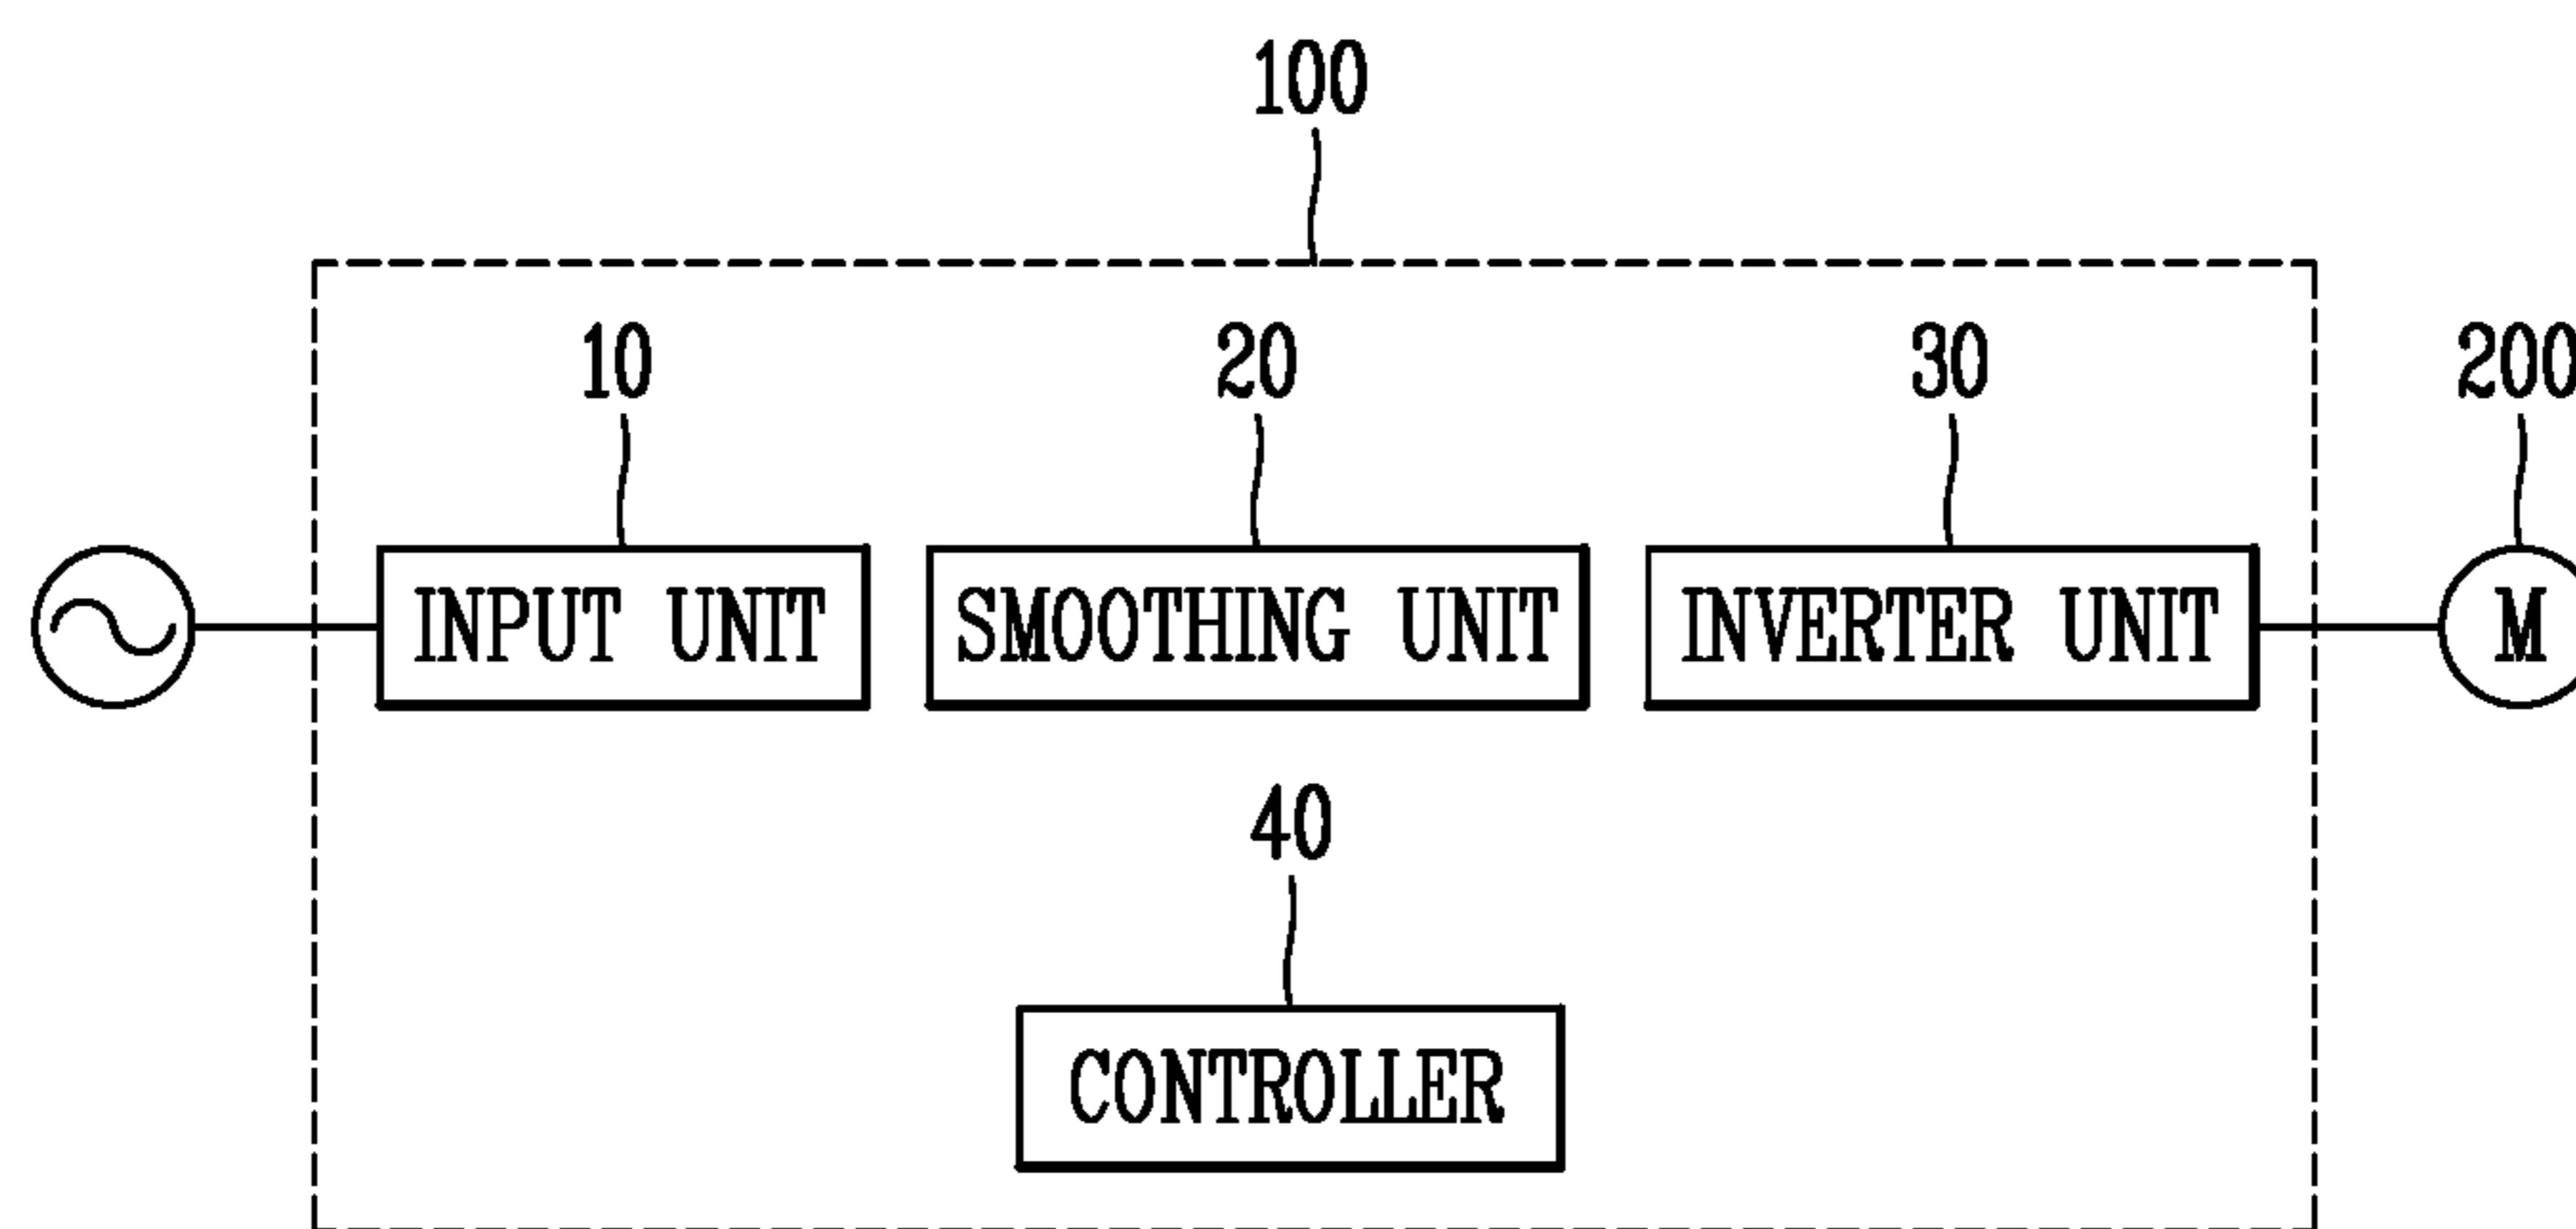 100
10
20
30
200
INPUT UNIT
SMOOTHING UNIT
INVERTER UNIT
M
40
CONTROLLER